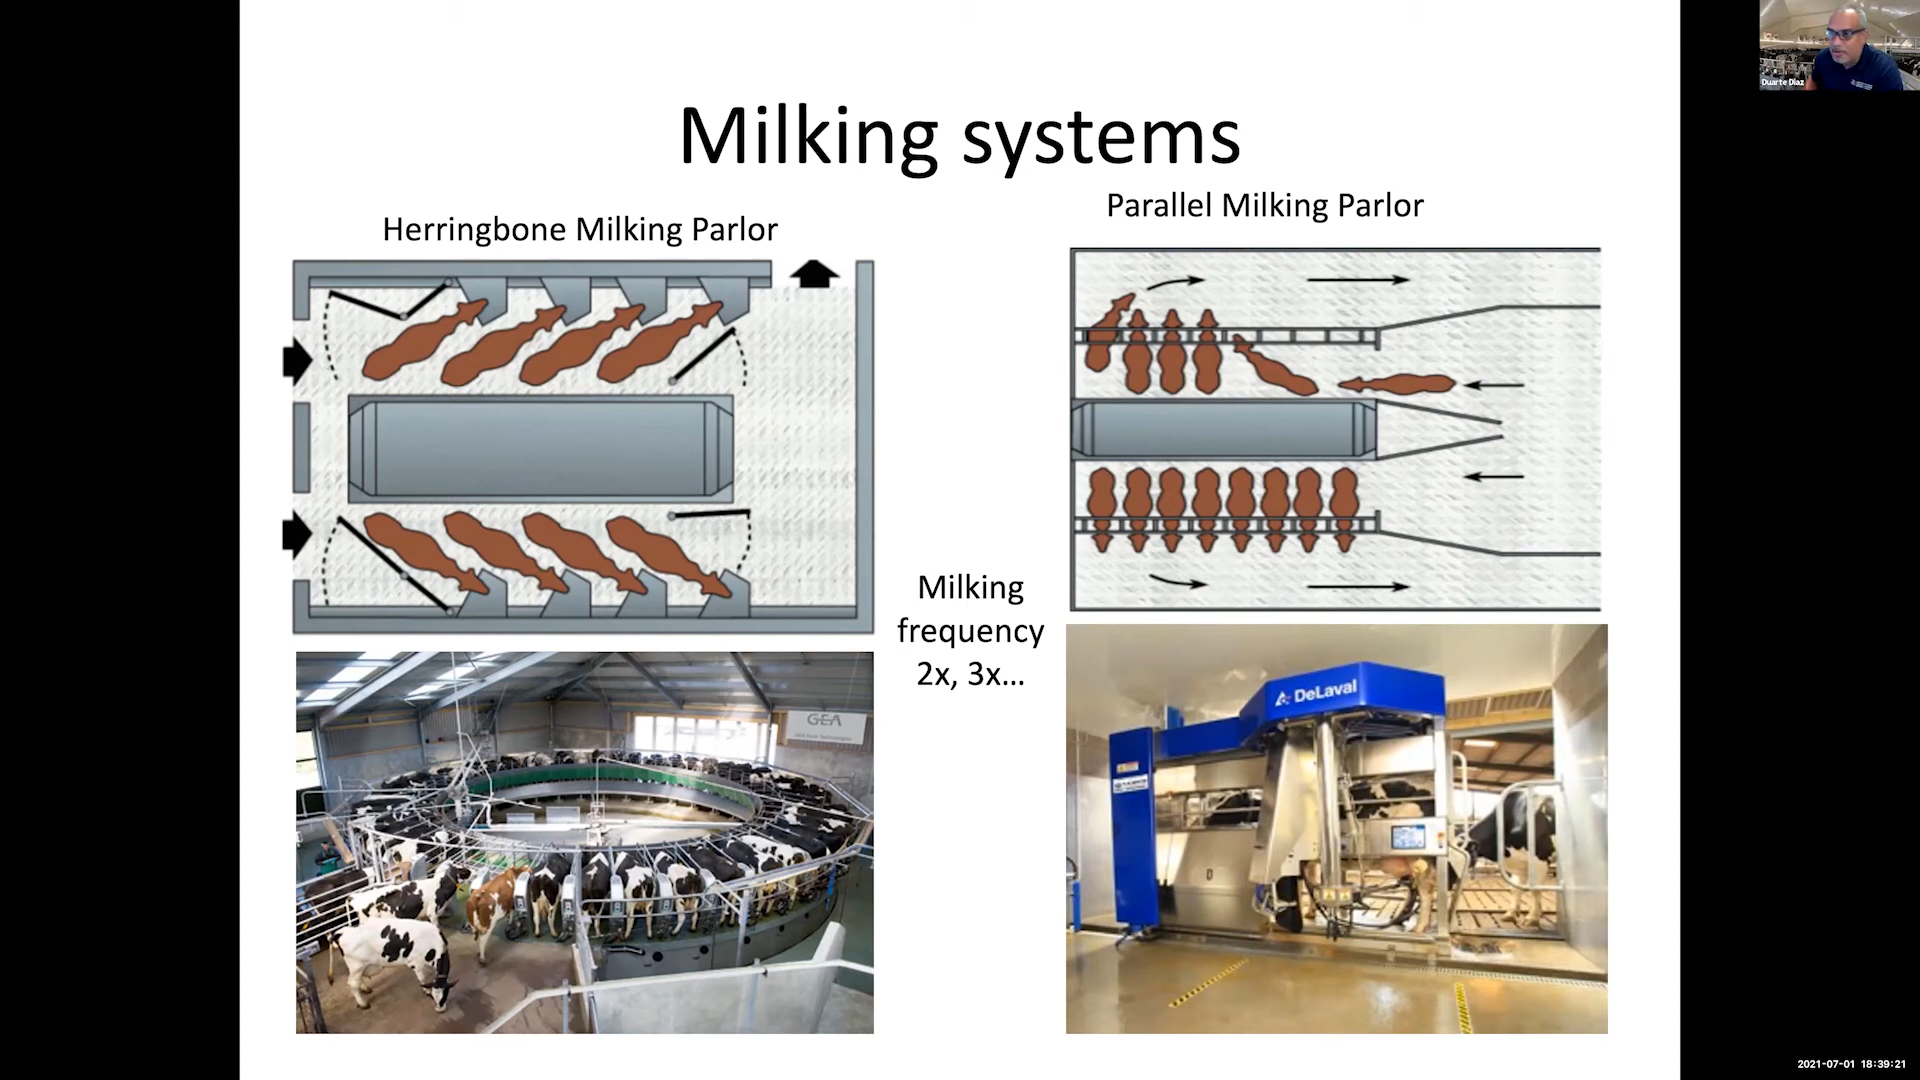 Milking systems
Herringbone Milking Parlor
Parallel Milking Parlor
Milking
frequency
2x, 3x...
GEA
DeLaval
Duarte Diaz
2021-07-01 18:39:21